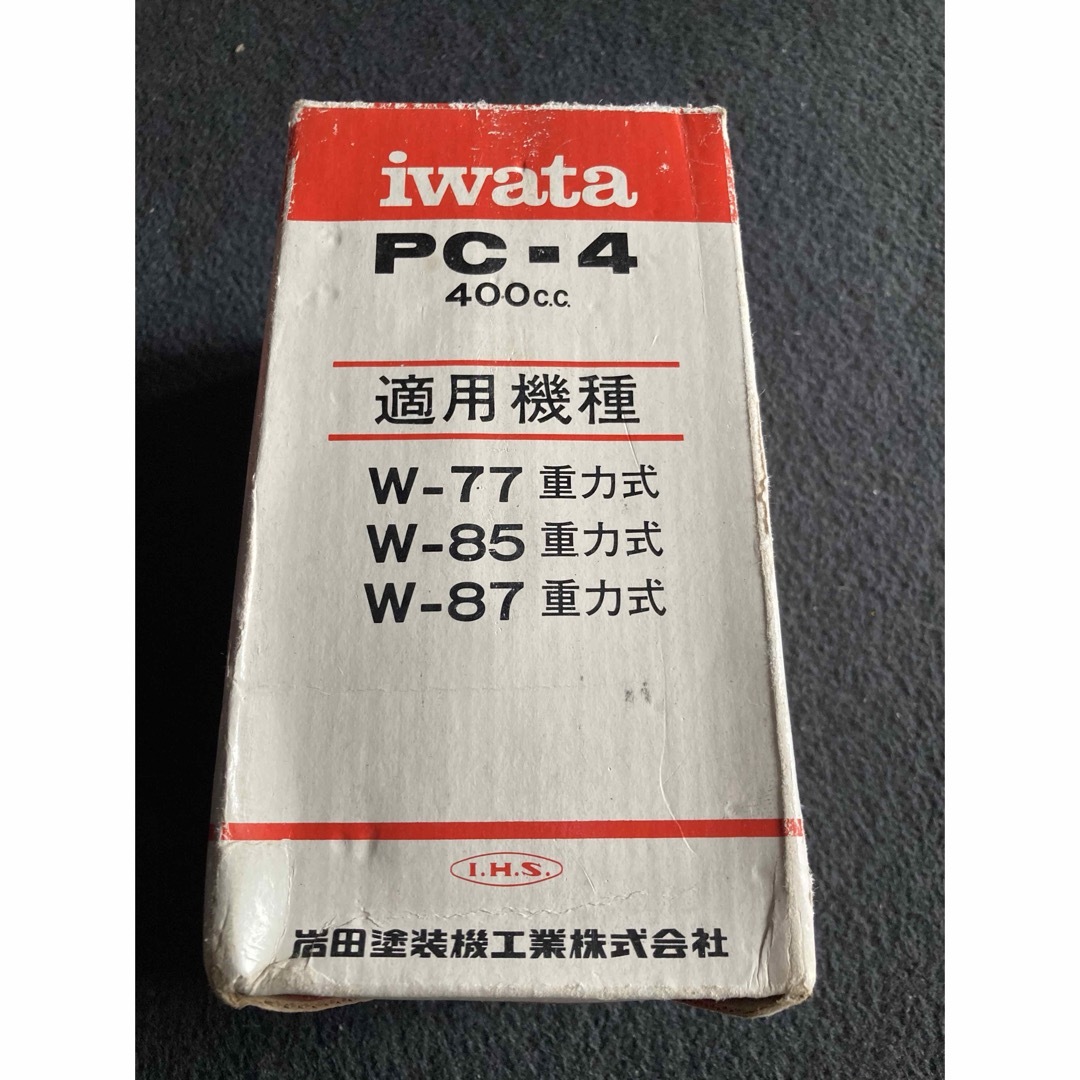 iwata
PC-4
400C.C.
適用機種
W-77 重力式
W-85 重力式
W-87 重力式
I.H.S.
岩田塗装機工業株式会社